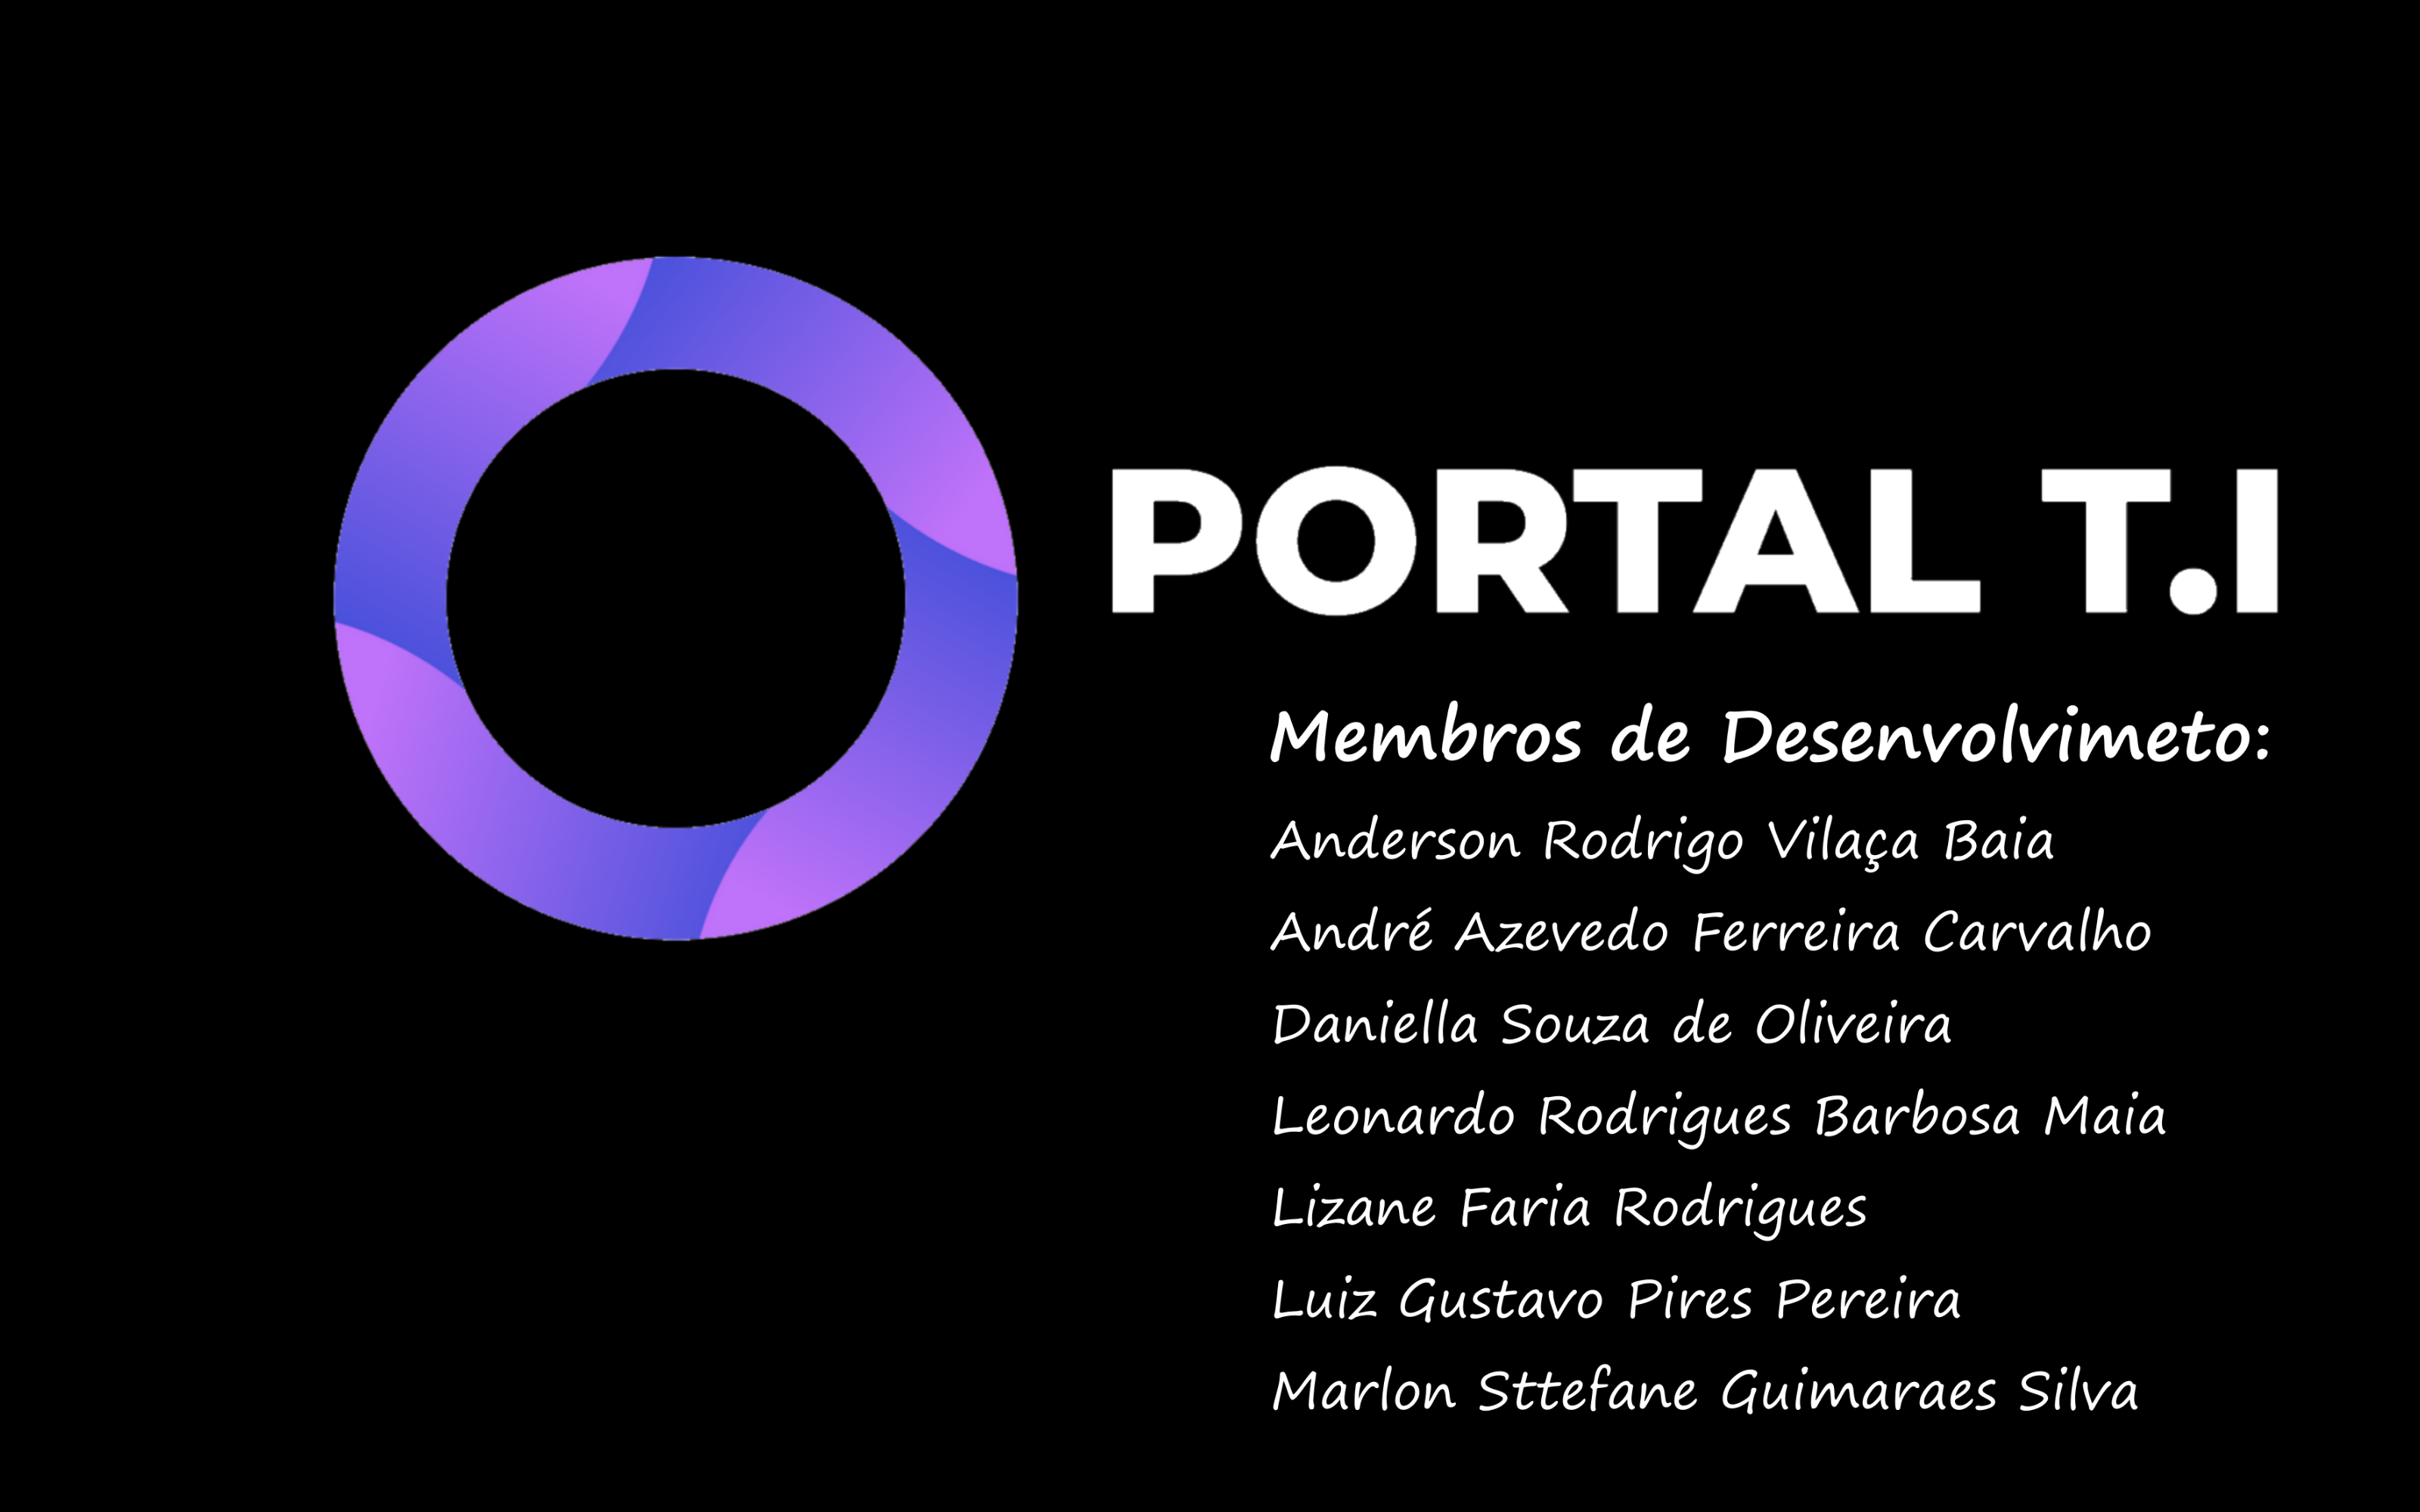 PORTAL T.I
Membros de Desenvolvimeto:
Anderson Rodrigo Vilaça Baia
André Azevedo Ferreira Carvalho
Daniella Souza de Oliveira
Leonardo Rodrigues Barbosa Maia
Lizane Faria Rodrigues
Luiz Gustavo Pires Pereira
Marlon Sttefane Guimaraes Silva